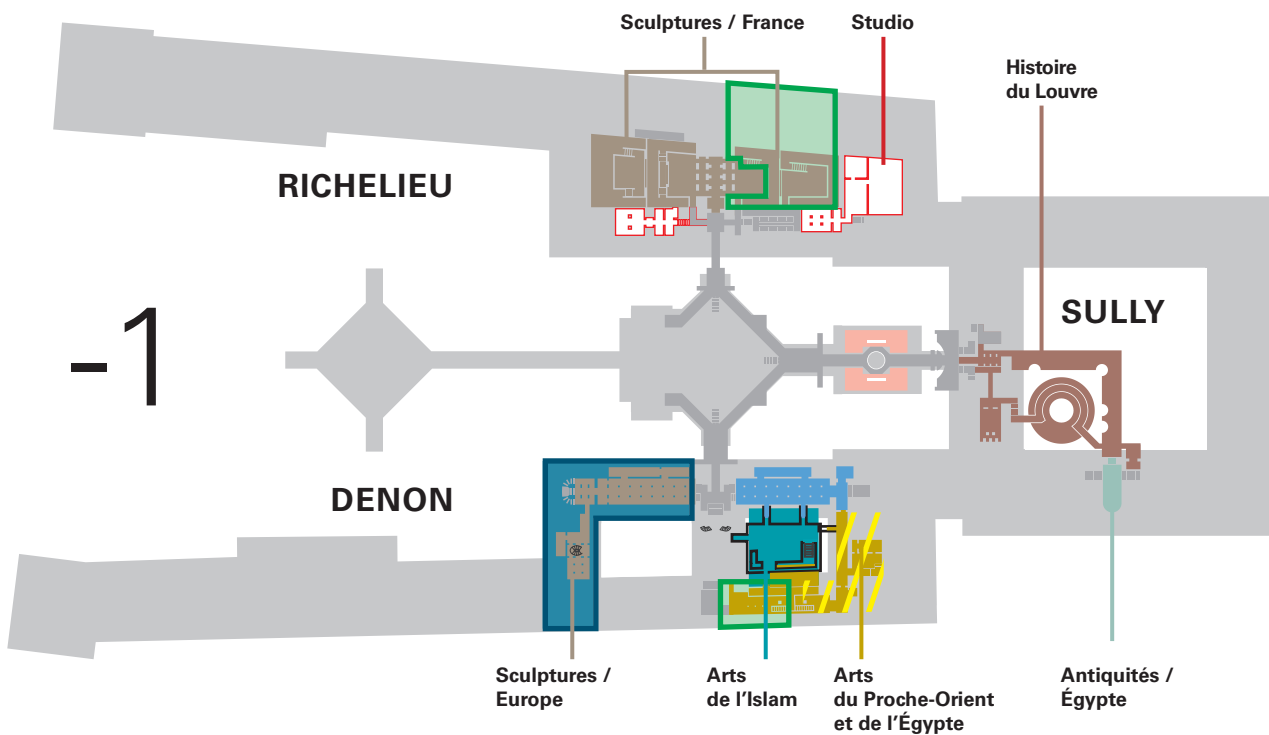 Sculptures / France
Studio
Histoire
du Louvre
RICHELIEU
SULLY
-1
DENON
Sculptures /
Europe
Arts
de l’Islam
Arts
du Proche-Orient
et de l’Égypte
Antiquités /
Égypte